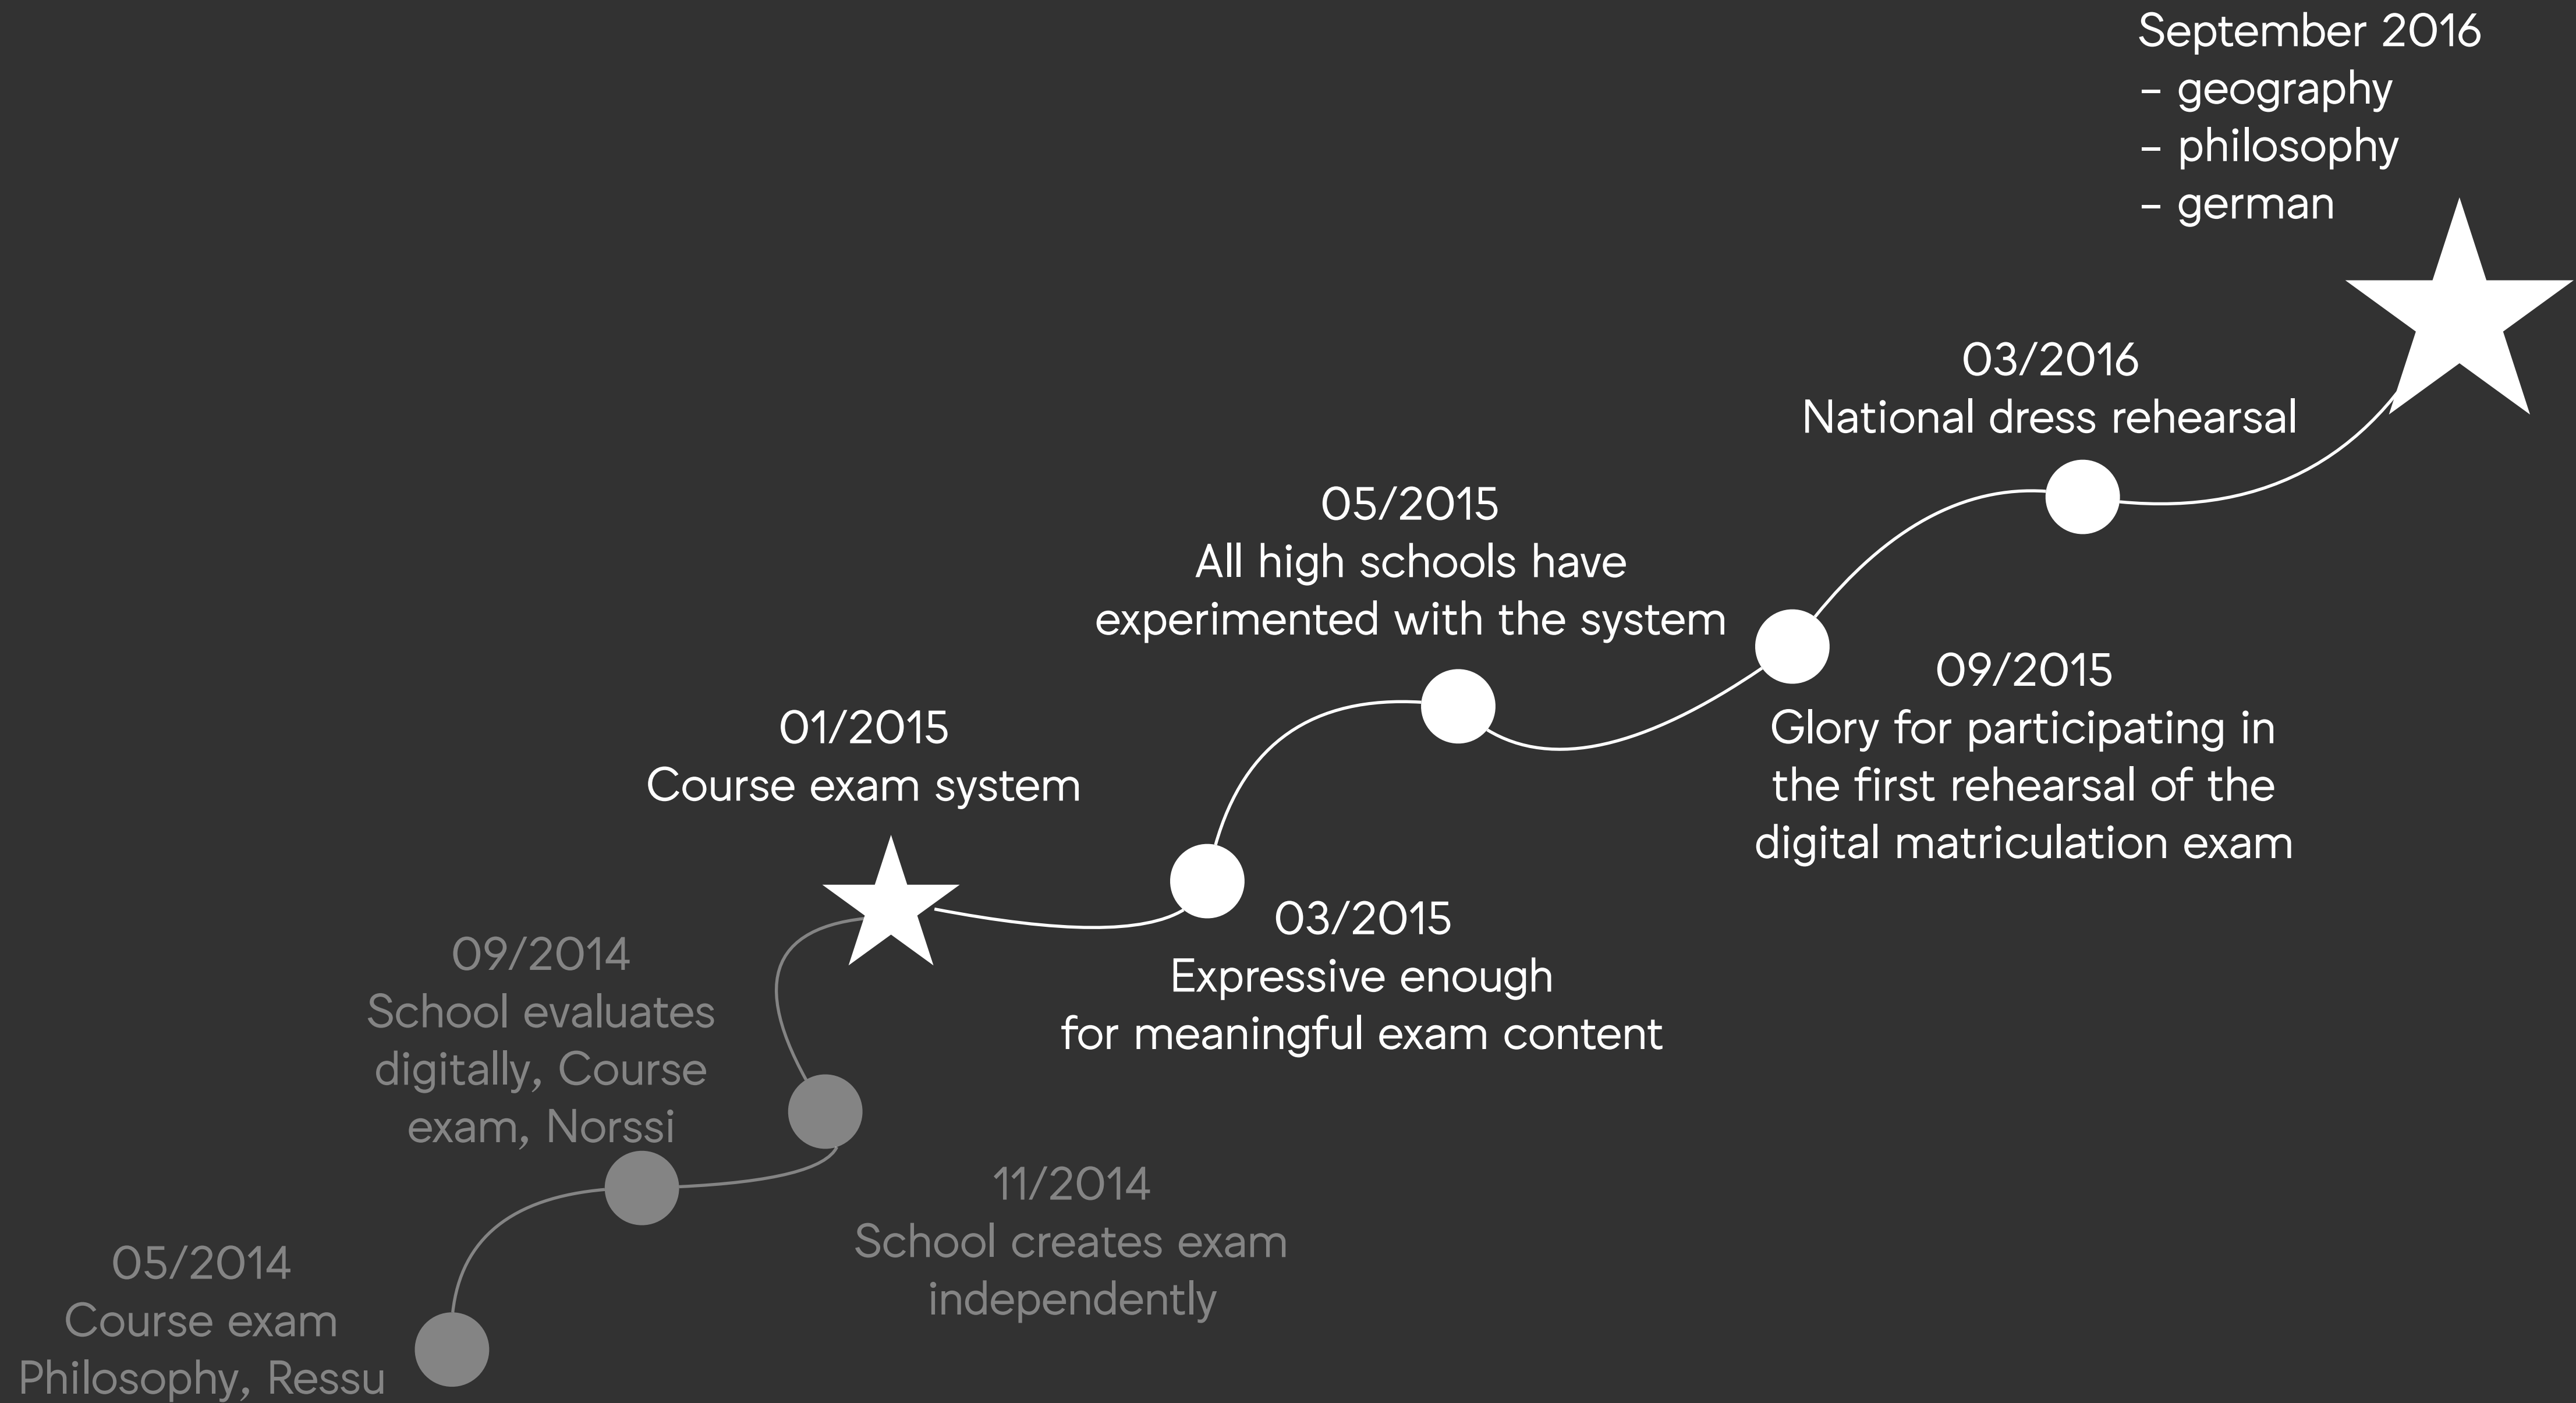 September 2016
– geography
– philosophy
– german
03/2016
National dress rehearsal
05/2015
All high schools have
experimented with the system
09/2015
Glory for participating in
the first rehearsal of the
digital matriculation exam
01/2015
Course exam system
03/2015
Expressive enough
for meaningful exam content
09/2014
School evaluates
digitally, Course
exam, Norssi
11/2014
School creates exam
independently
05/2014
Course exam
Philosophy, Ressu